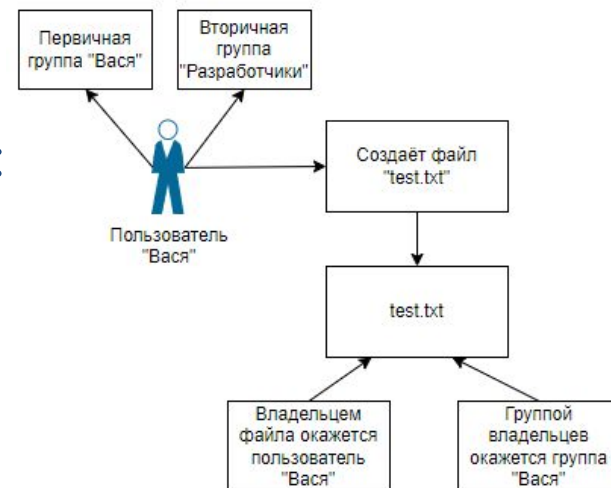 Первичная
группа "Вася"
Вторичная
группа
"Разработчики"
Создаёт файл
"test.txt"
Пользователь
"Вася"
test.txt
Владельцем
файла окажется
пользователь
"Вася"
Группой
владельцев
окажется группа
"Вася"